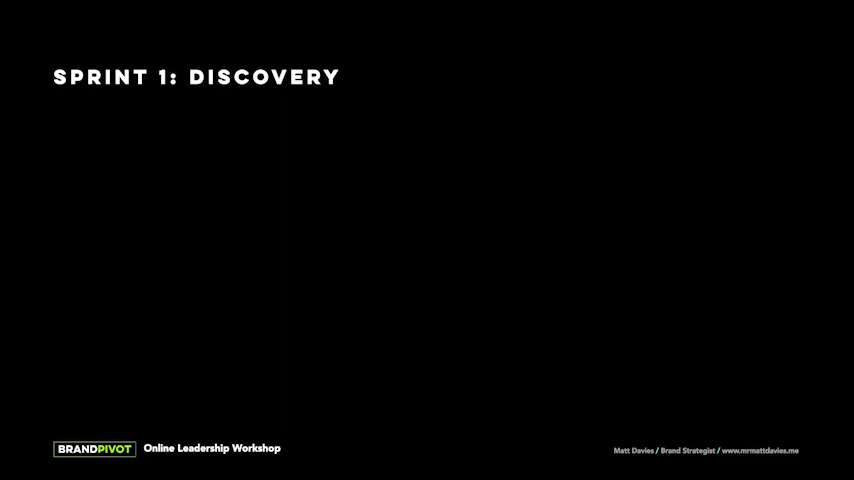 SPRINT 1: DISCOVERY
BRANDPIVOT Online Leadership Workshop
Matt Davies / Brand Strategist / www.mrmattdavies.me